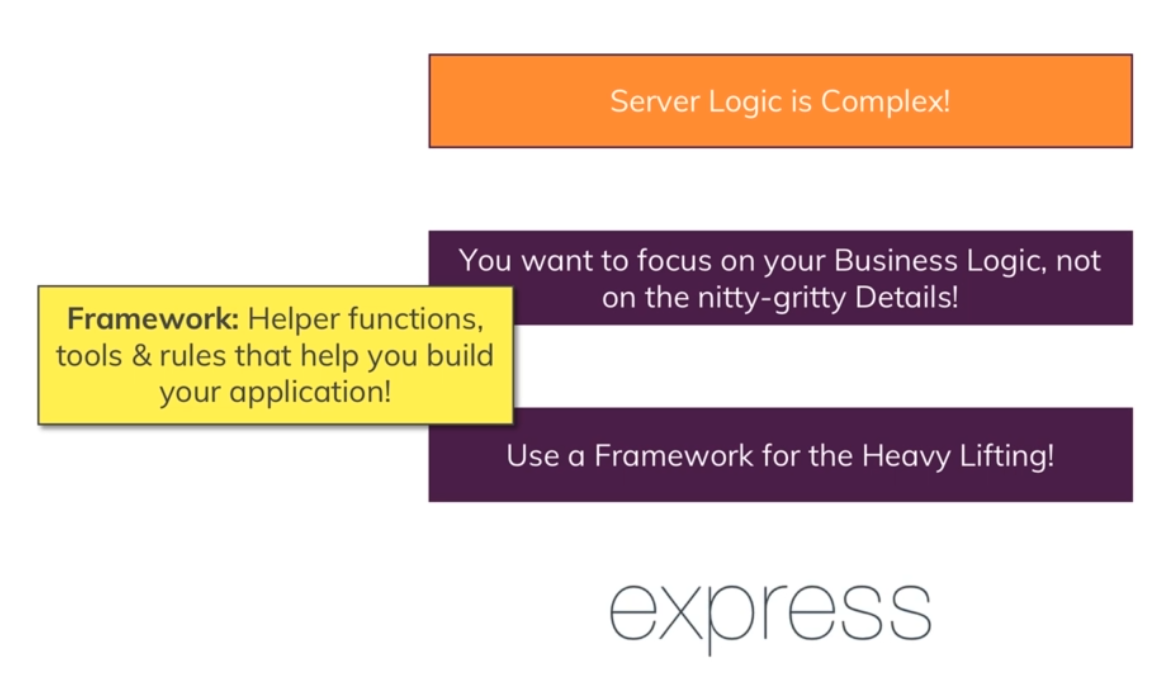 Server Logic is Complex!
You want to focus on your Business Logic, not
on the nitty-gritty Details!
Framework: Helper functions,
tools & rules that help you build
your application!
Use a Framework for the Heavy Lifting!
express